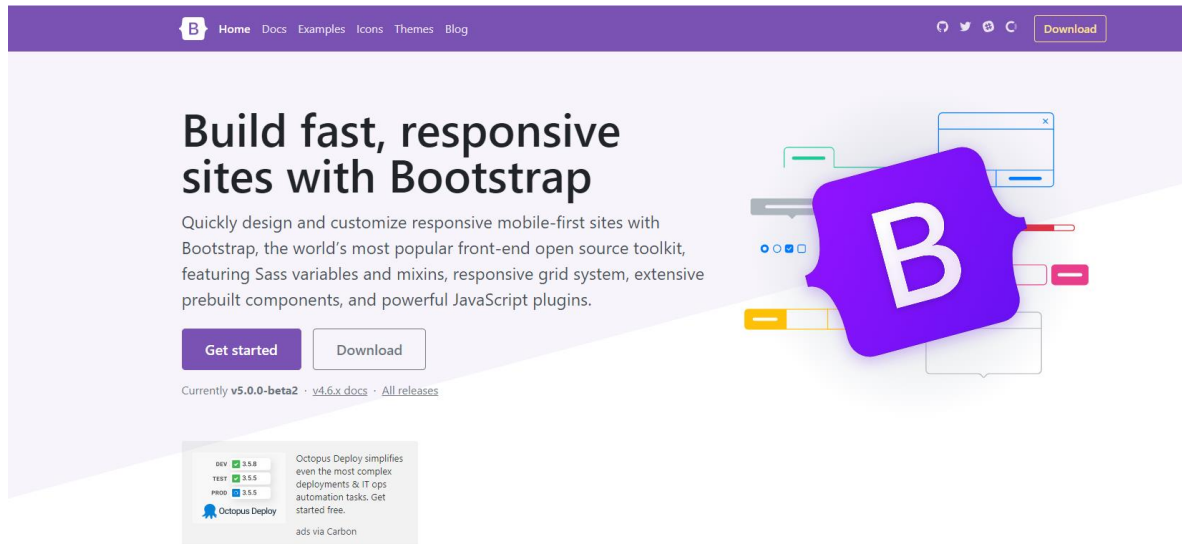 B Home Docs Examples Icons Themes Blog Download
Build fast, responsive
sites with Bootstrap
Quickly design and customize responsive mobile-first sites with
Bootstrap, the world's most popular front-end open source toolkit,
featuring Sass variables and mixins, responsive grid system, extensive
prebuilt components, and powerful JavaScript plugins.
Get started Download
Currently v5.0.0-beta2 · v4.6.x docs · All releases
B
DEV 3.5.8
TEST 3.5.5
PROD 3.5.5
Octopus Deploy
Octopus Deploy simplifies
even the most complex
deployments & IT ops
automation tasks. Get
started free.
ads via Carbon